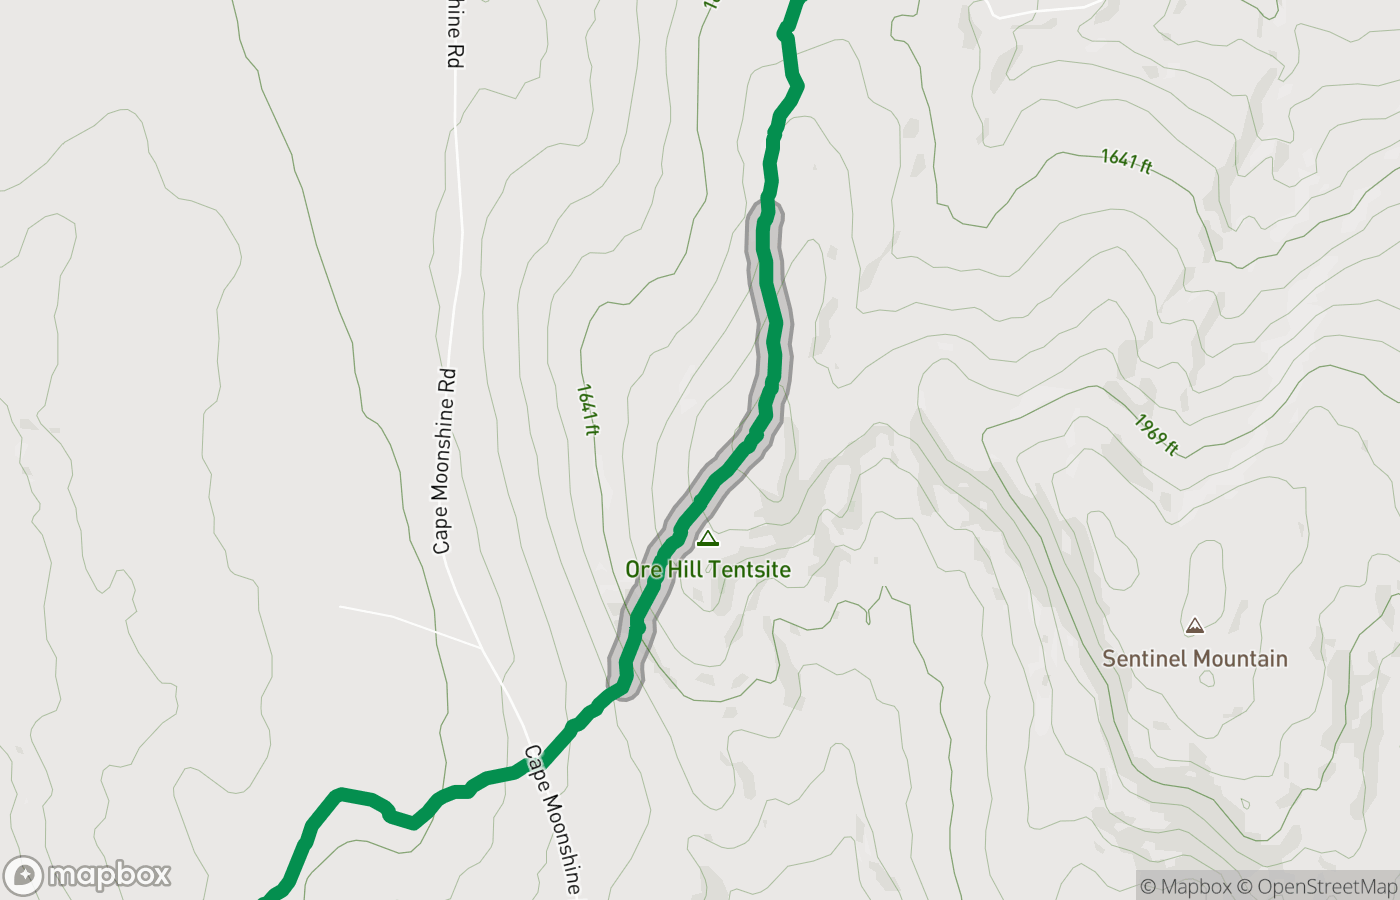 hine Rd
1641 ft
1641 ft
Cape Moonshine Rd
1969 ft
Ore Hill Tentsite
Sentinel Mountain
Cape Moonshine
mapbox
© Mapbox © OpenStreetMap